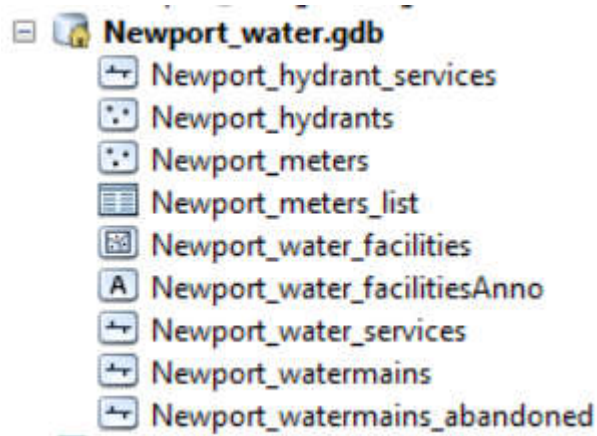 Newport_water.gdb
Newport_hydrant_services
Newport_hydrants
Newport_meters
Newport_meters_list
Newport_water_facilities
A Newport_water_facilitiesAnno
Newport_water_services
Newport_watermains
Newport_watermains_abandoned